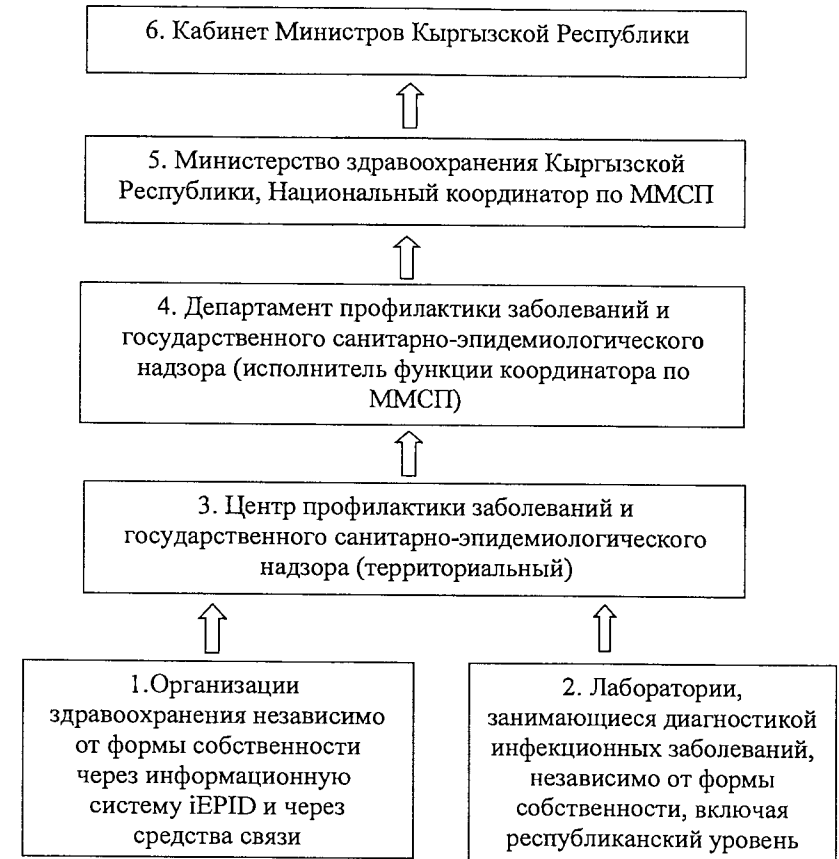 6. Кабинет Министров Кыргызской Республики
5. Министерство здравоохранения Кыргызской
Республики, Национальный координатор по ММСП
4. Департамент профилактики заболеваний и
государственного санитарно-эпидемиологического
надзора (исполнитель функции координатора по
ММСП)
3. Центр профилактики заболеваний и
государственного санитарно-эпидемиологического
надзора (территориальный)
1.Организации
здравоохранения независимо
от формы собственности
через информационную
систему iEPID и через
средства связи
2. Лаборатории,
занимающиеся диагностикой
инфекционных заболеваний,
независимо от формы
собственности, включая
республиканский уровень